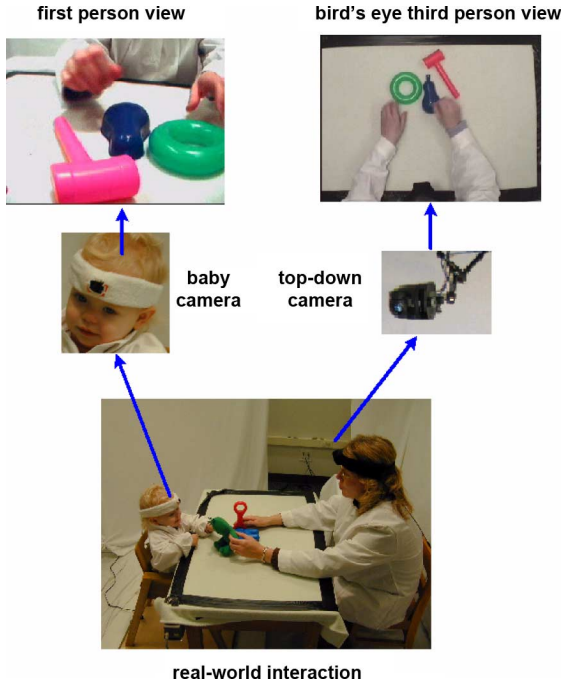 first person view
bird's eye third person view
baby
camera
top-down
camera
real-world interaction